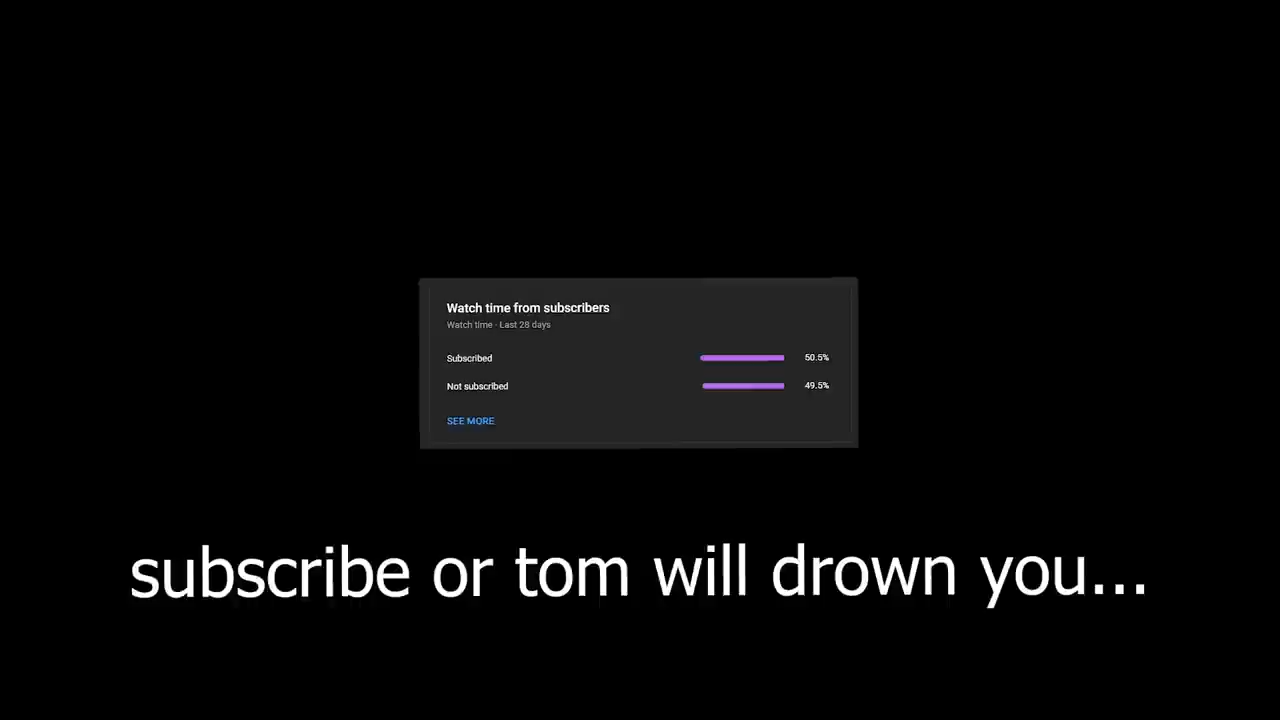 Watch time from subscribers
Watch time · Last 28 days
Subscribed 50.5%
Not subscribed 49.5%
SEE MORE
subscribe or tom will drown you...